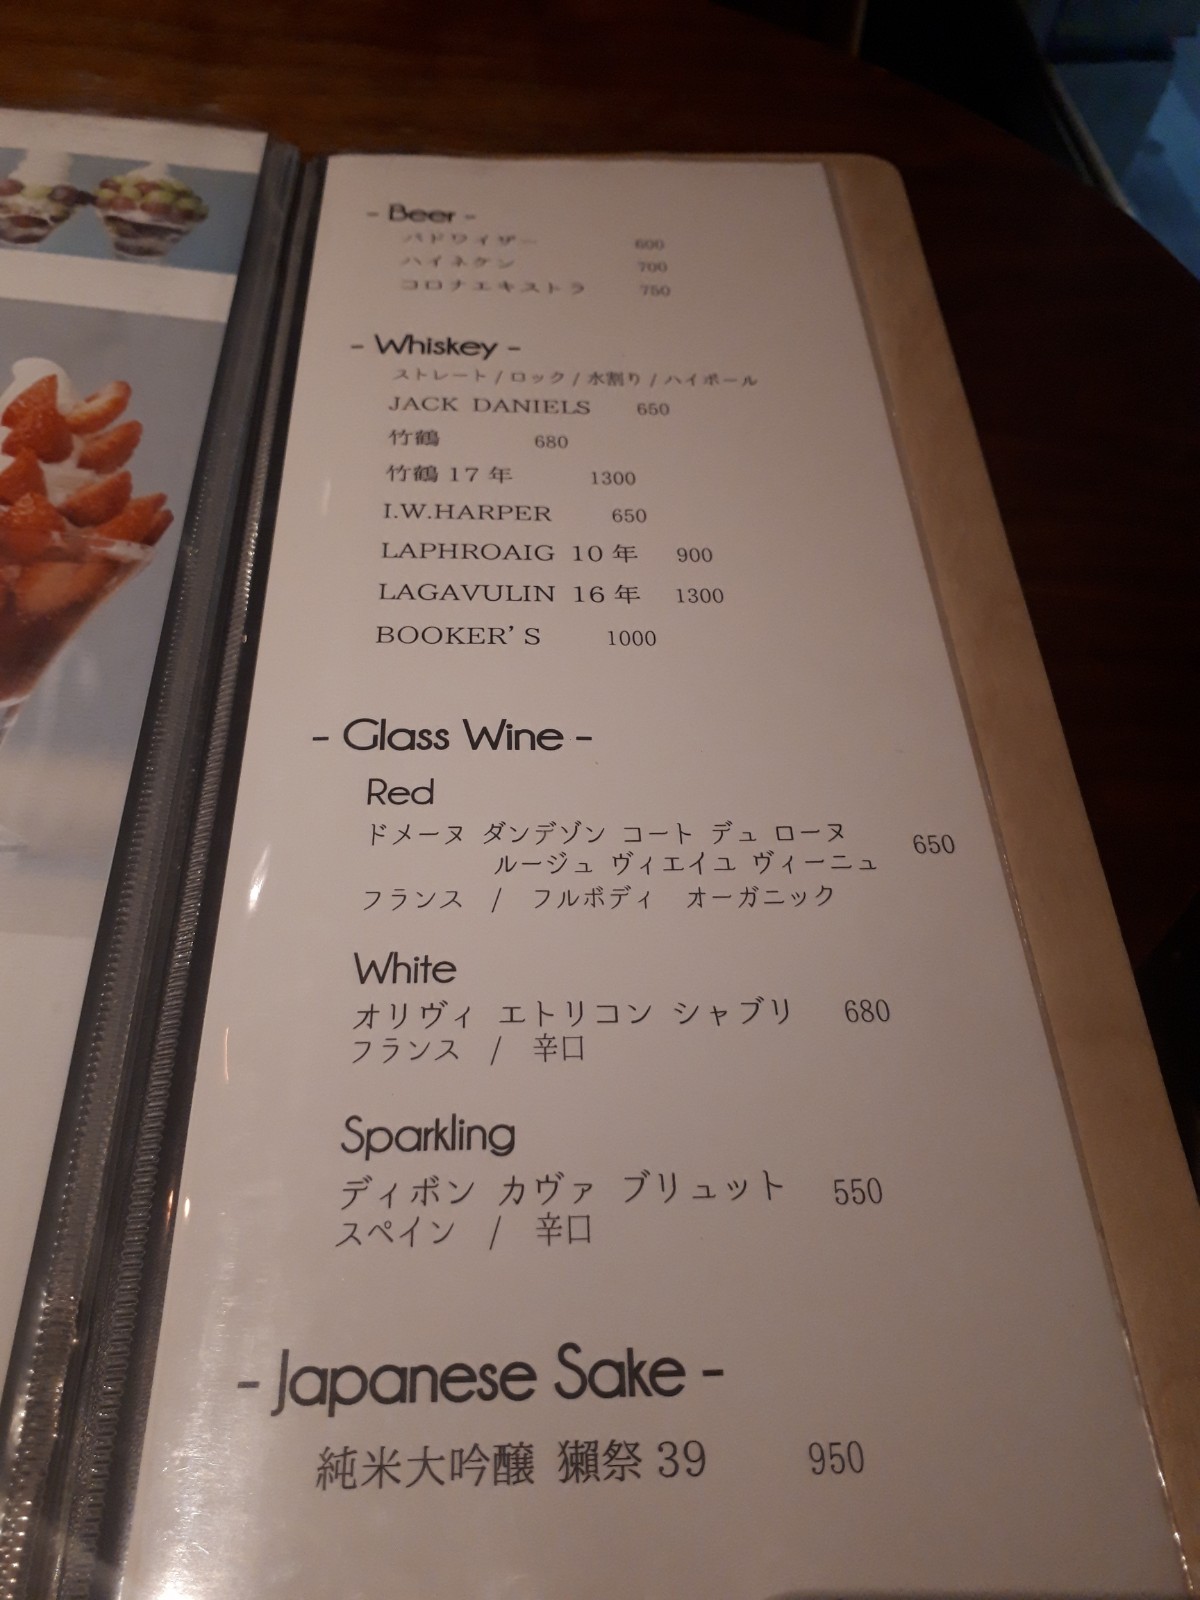 - Beer -
バドワイザー 600
ハイネケン 700
コロナエキストラ 750
- Whiskey -
ストレート / ロック / 水割り / ハイボール
JACK DANIELS 650
竹鶴 680
竹鶴 17 年 1300
I.W.HARPER 650
LAPHROAIG 10 年 900
LAGAVULIN 16 年 1300
BOOKER'S 1000
- Glass Wine -
Red
ドメーヌ ダンデゾン コート デュ ローヌ
ルージュ ヴィエイユ ヴィーニュ 650
フランス / フルボディ オーガニック
White
オリヴィ エトリコン シャブリ 680
フランス / 辛口
Sparkling
ディボン カヴァ ブリュット 550
スペイン / 辛口
- Japanese Sake -
純米大吟醸 獺祭 39 950